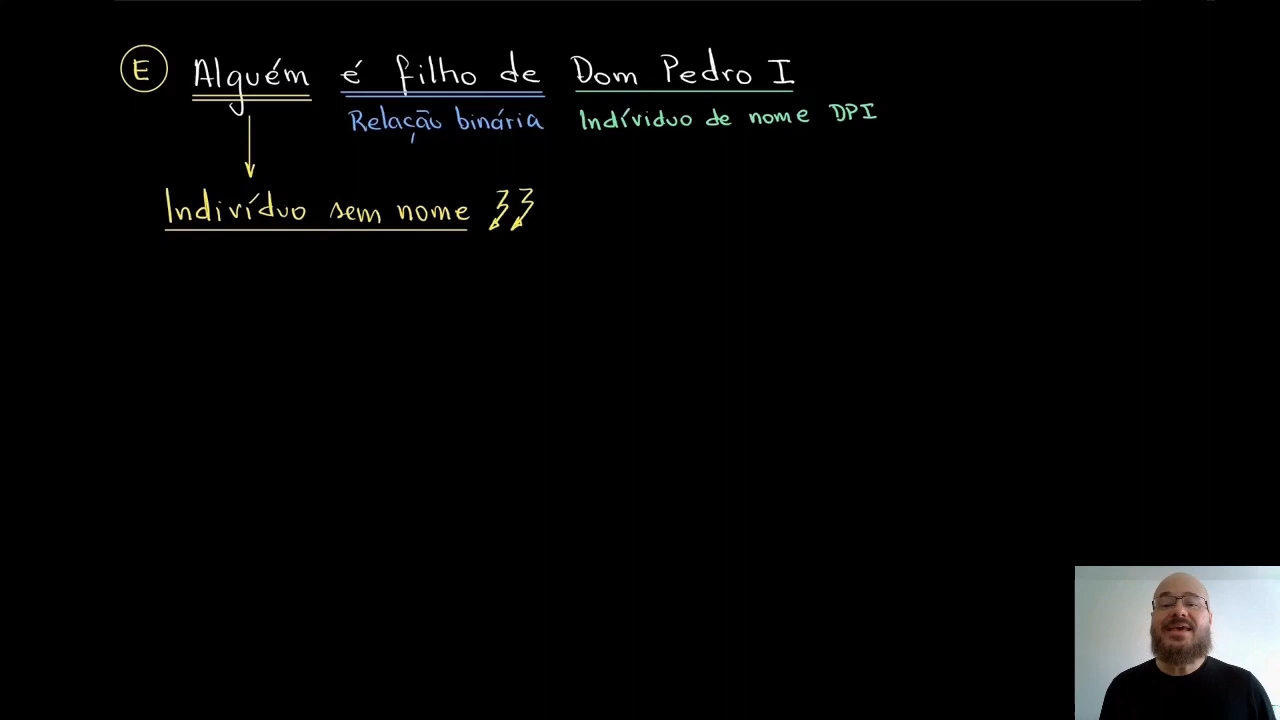 E Alguém é filho de Dom Pedro I
Relação binária Indivíduo de nome DPI
Indivíduo sem nome